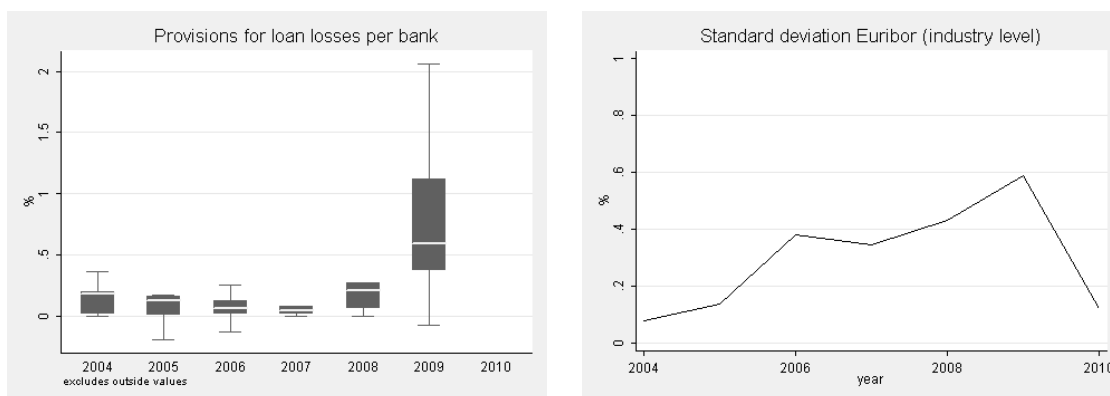 Provisions for loan losses per bank
2
1.5
1
.5
0
%
2004 2005 2006 2007 2008 2009 2010
excludes outside values
Standard deviation Euribor (industry level)
1
.8
.6
.4
.2
0
%
2004 2006 2008 2010
year